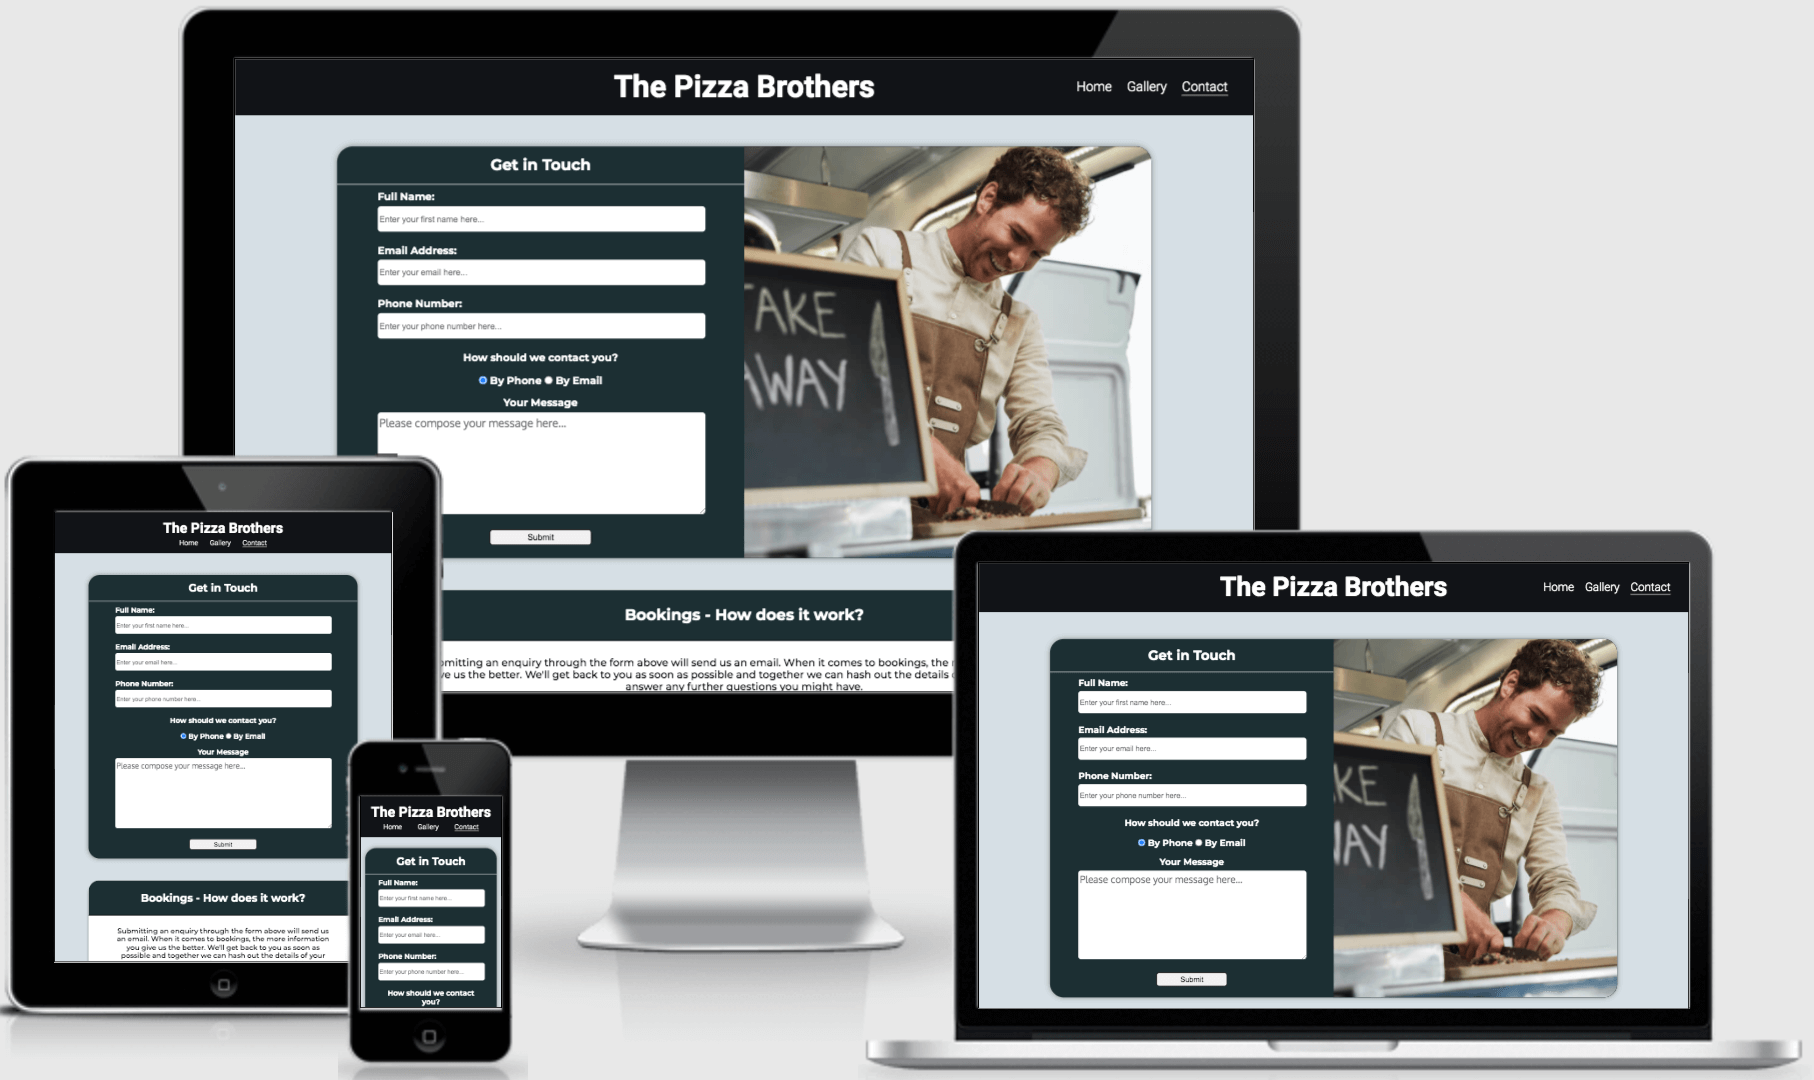 The Pizza Brothers
Home Gallery Contact
Get in Touch
Full Name:
Enter your first name here...
Email Address:
Enter your email here...
Phone Number:
Enter your phone number here...
How should we contact you?
By Phone By Email
Your Message
Please compose your message here...
Submit
TAKE
AWAY
Bookings - How does it work?
omitting an enquiry through the form above will send us an email. When it comes to bookings, the
ve us the better. We'll get back to you as soon as possible and together we can hash out the details
answer any further questions you might have.
The Pizza Brothers
Home Gallery Contact
Get in Touch
Full Name:
Enter your first name here...
Email Address:
Enter your email here...
Phone Number:
Enter your phone number here...
How should we contact you?
By Phone By Email
Your Message
Please compose your message here...
Submit
Bookings - How does it work?
Submitting an enquiry through the form above will send us
an email. When it comes to bookings, the more information
you give us the better. We'll get back to you as soon as
possible and together we can hash out the details of your
The Pizza Brothers
Home Gallery Contact
Get in Touch
Full Name:
Enter your first name here...
Email Address:
Enter your email here...
Phone Number:
Enter your phone number here...
How should we contact
you?
The Pizza Brothers
Home Gallery Contact
Get in Touch
Full Name:
Enter your first name here...
Email Address:
Enter your email here...
Phone Number:
Enter your phone number here...
How should we contact you?
By Phone By Email
Your Message
Please compose your message here...
Submit
KE
WAY